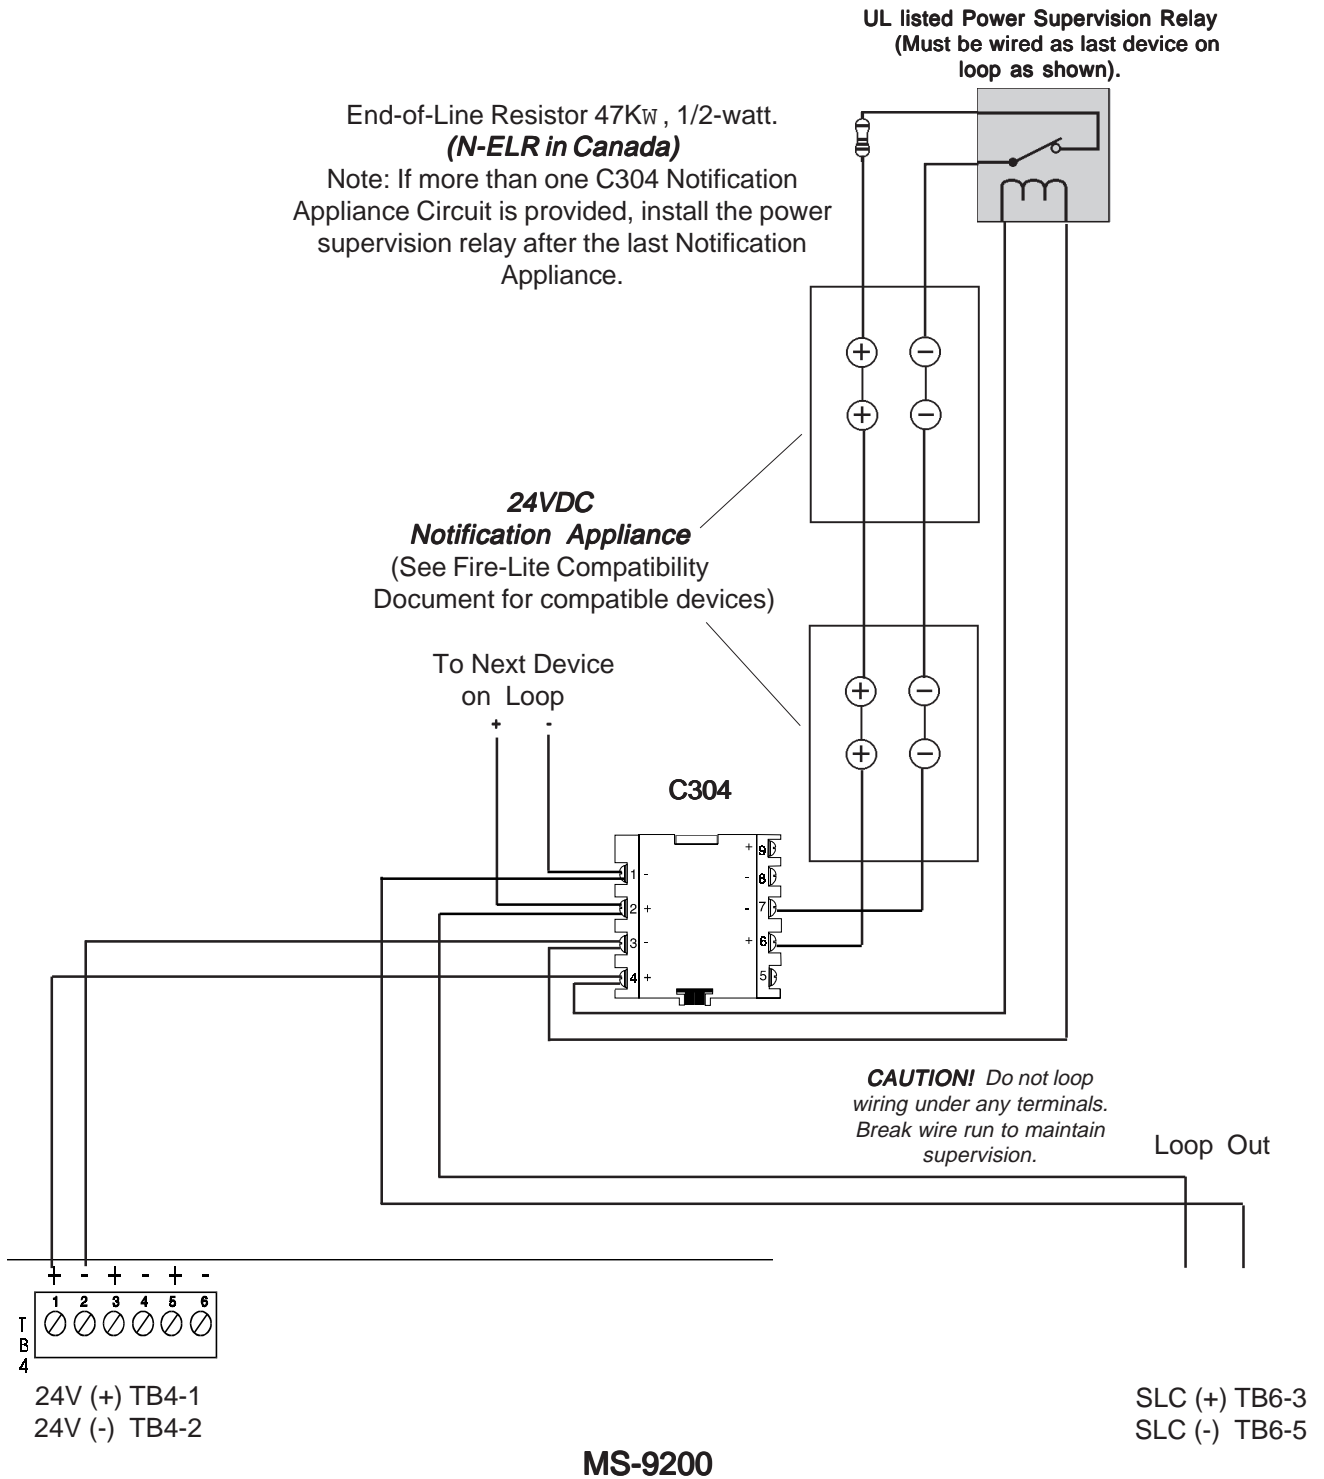 UL listed Power Supervision Relay
(Must be wired as last device on
loop as shown).
End-of-Line Resistor 47KW , 1/2-watt.
(N-ELR in Canada)
Note: If more than one C304 Notification
Appliance Circuit is provided, install the power
supervision relay after the last Notification
Appliance.
+ -
+ -
24VDC
Notification Appliance
(See Fire-Lite Compatibility
Document for compatible devices)
To Next Device
on Loop
+ -
+ -
+ -
C304
1 - + 9
2 + - 8
3 - - 7
4 + + 6
5
CAUTION! Do not loop
wiring under any terminals.
Break wire run to maintain
supervision.
Loop Out
+ - + - + -
1 2 3 4 5 6
T
B
4
24V (+) TB4-1
24V (-) TB4-2
SLC (+) TB6-3
SLC (-) TB6-5
MS-9200